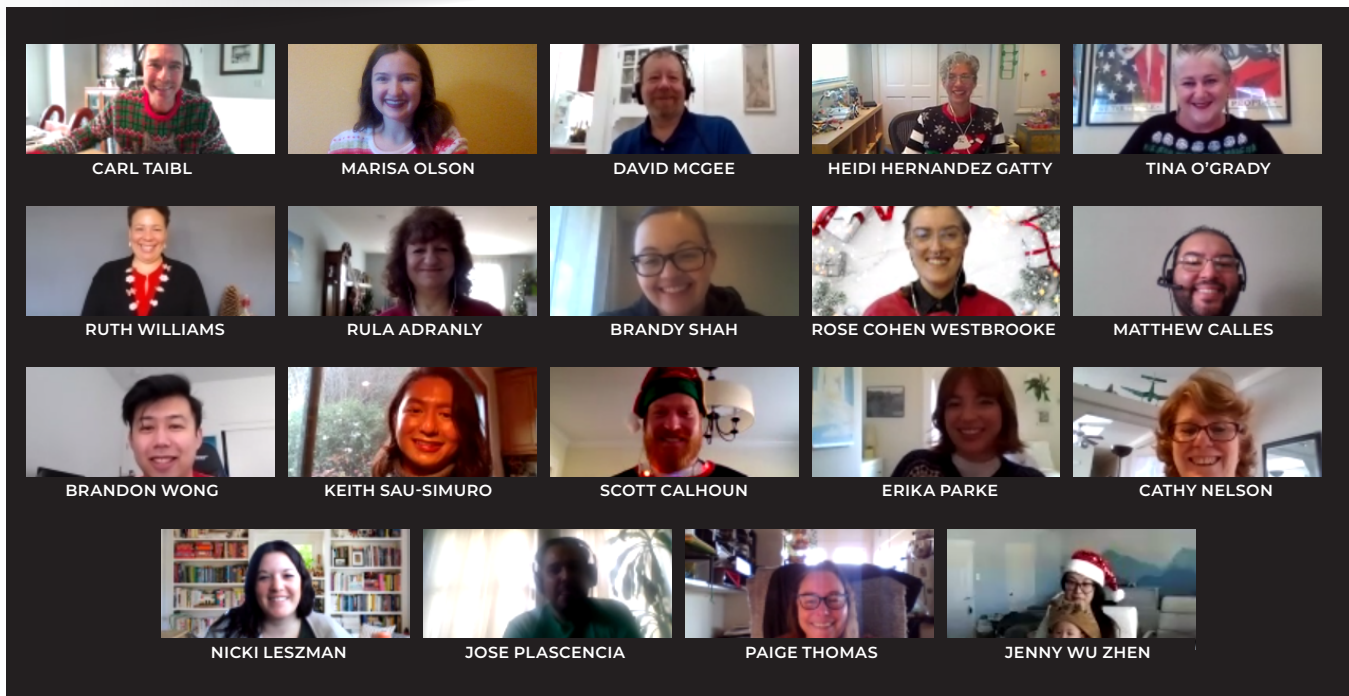 CARL TAIBL
MARISA OLSON
DAVID MCGEE
HEIDI HERNANDEZ GATTY
TINA O’GRADY
RUTH WILLIAMS
RULA ADRANLY
BRANDY SHAH
ROSE COHEN WESTBROOKE
MATTHEW CALLES
BRANDON WONG
KEITH SAU-SIMURO
SCOTT CALHOUN
ERIKA PARKE
CATHY NELSON
NICKI LESZMAN
JOSE PLASCENCIA
PAIGE THOMAS
JENNY WU ZHEN